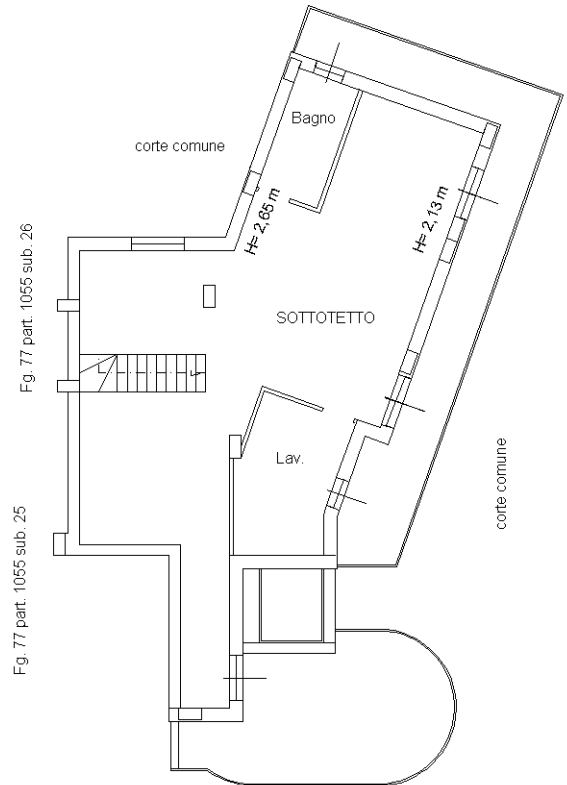 Bagno
corte comune
H= 2,65 m
H= 2,13 m
Fg. 77 part. 1055 sub. 26
SOTTOTETTO
Lav.
corte comune
Fg. 77 part. 1055 sub. 25